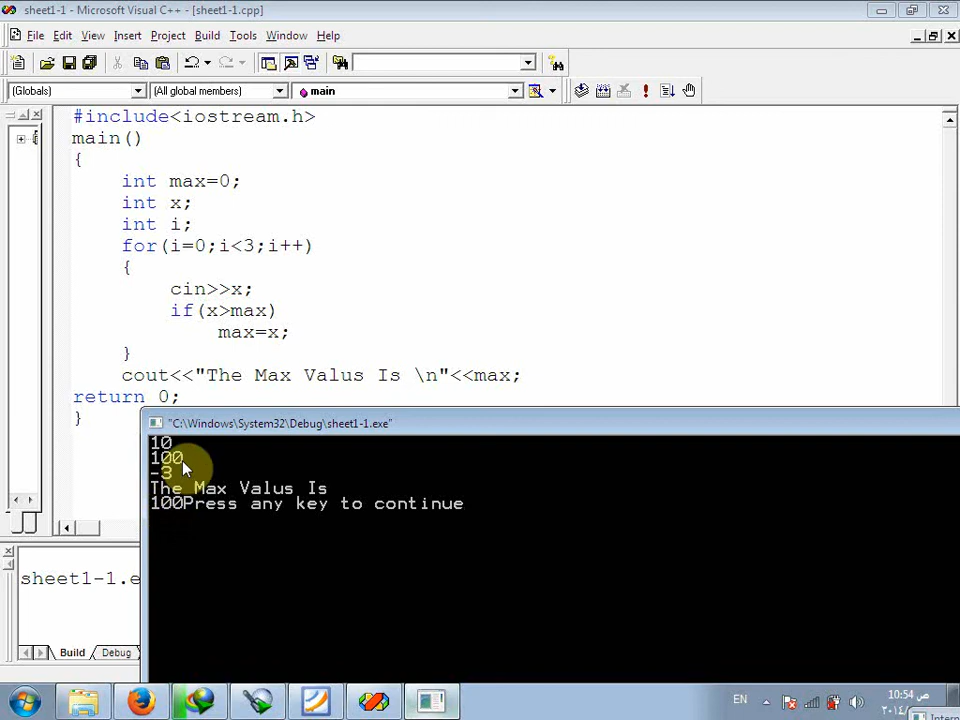 sheet1-1 - Microsoft Visual C++ - [sheet1-1.cpp]
File Edit View Insert Project Build Tools Window Help
(Globals) (All global members) main
#include<iostream.h>
main()
{
int max=0;
int x;
int i;
for(i=0;i<3;i++)
{
cin>>x;
if(x>max)
max=x;
}
cout<<"The Max Valus Is \n"<<max;
return 0;
}
"C:\Windows\System32\Debug\sheet1-1.exe"
10
100
-3
The Max Valus Is
100Press any key to continue
sheet1-1.e
Build Debug
EN
10:54 ص